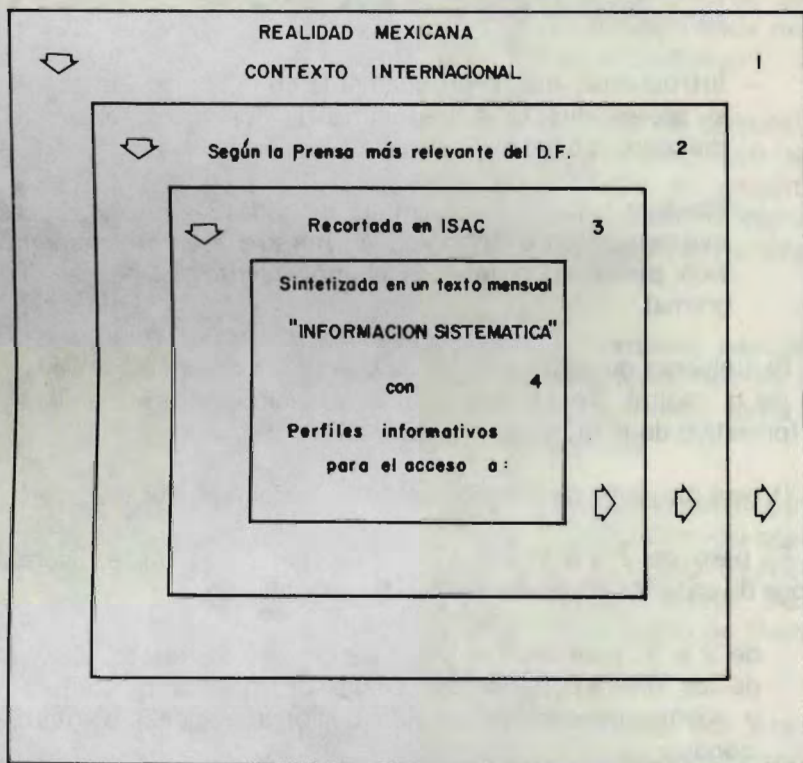 REALIDAD MEXICANA
CONTEXTO INTERNACIONAL 1
Según la Prensa más relevante del D.F. 2
Recortada en ISAC 3
Sintetizada en un texto mensual
"INFORMACION SISTEMATICA"
con 4
Perfiles informativos
para el acceso a: